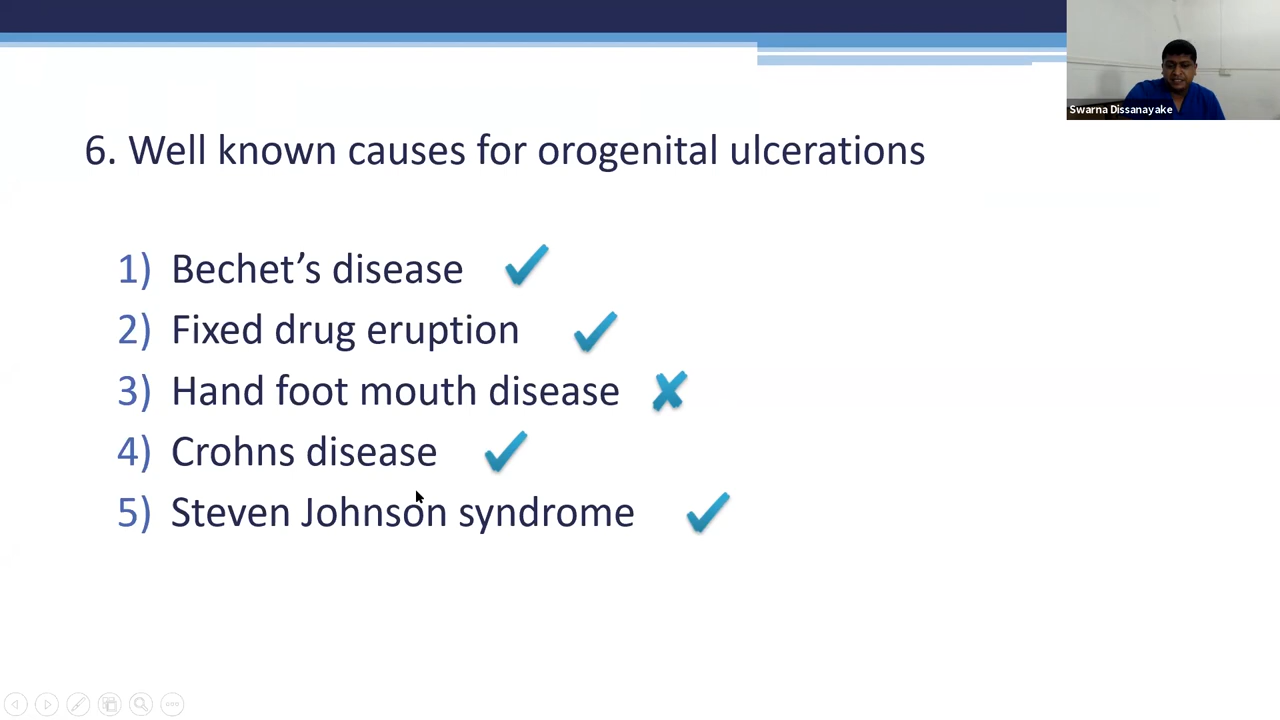 Swarna Dissanayake
6. Well known causes for orogenital ulcerations
1) Bechet's disease
2) Fixed drug eruption
3) Hand foot mouth disease
4) Crohns disease
5) Steven Johnson syndrome